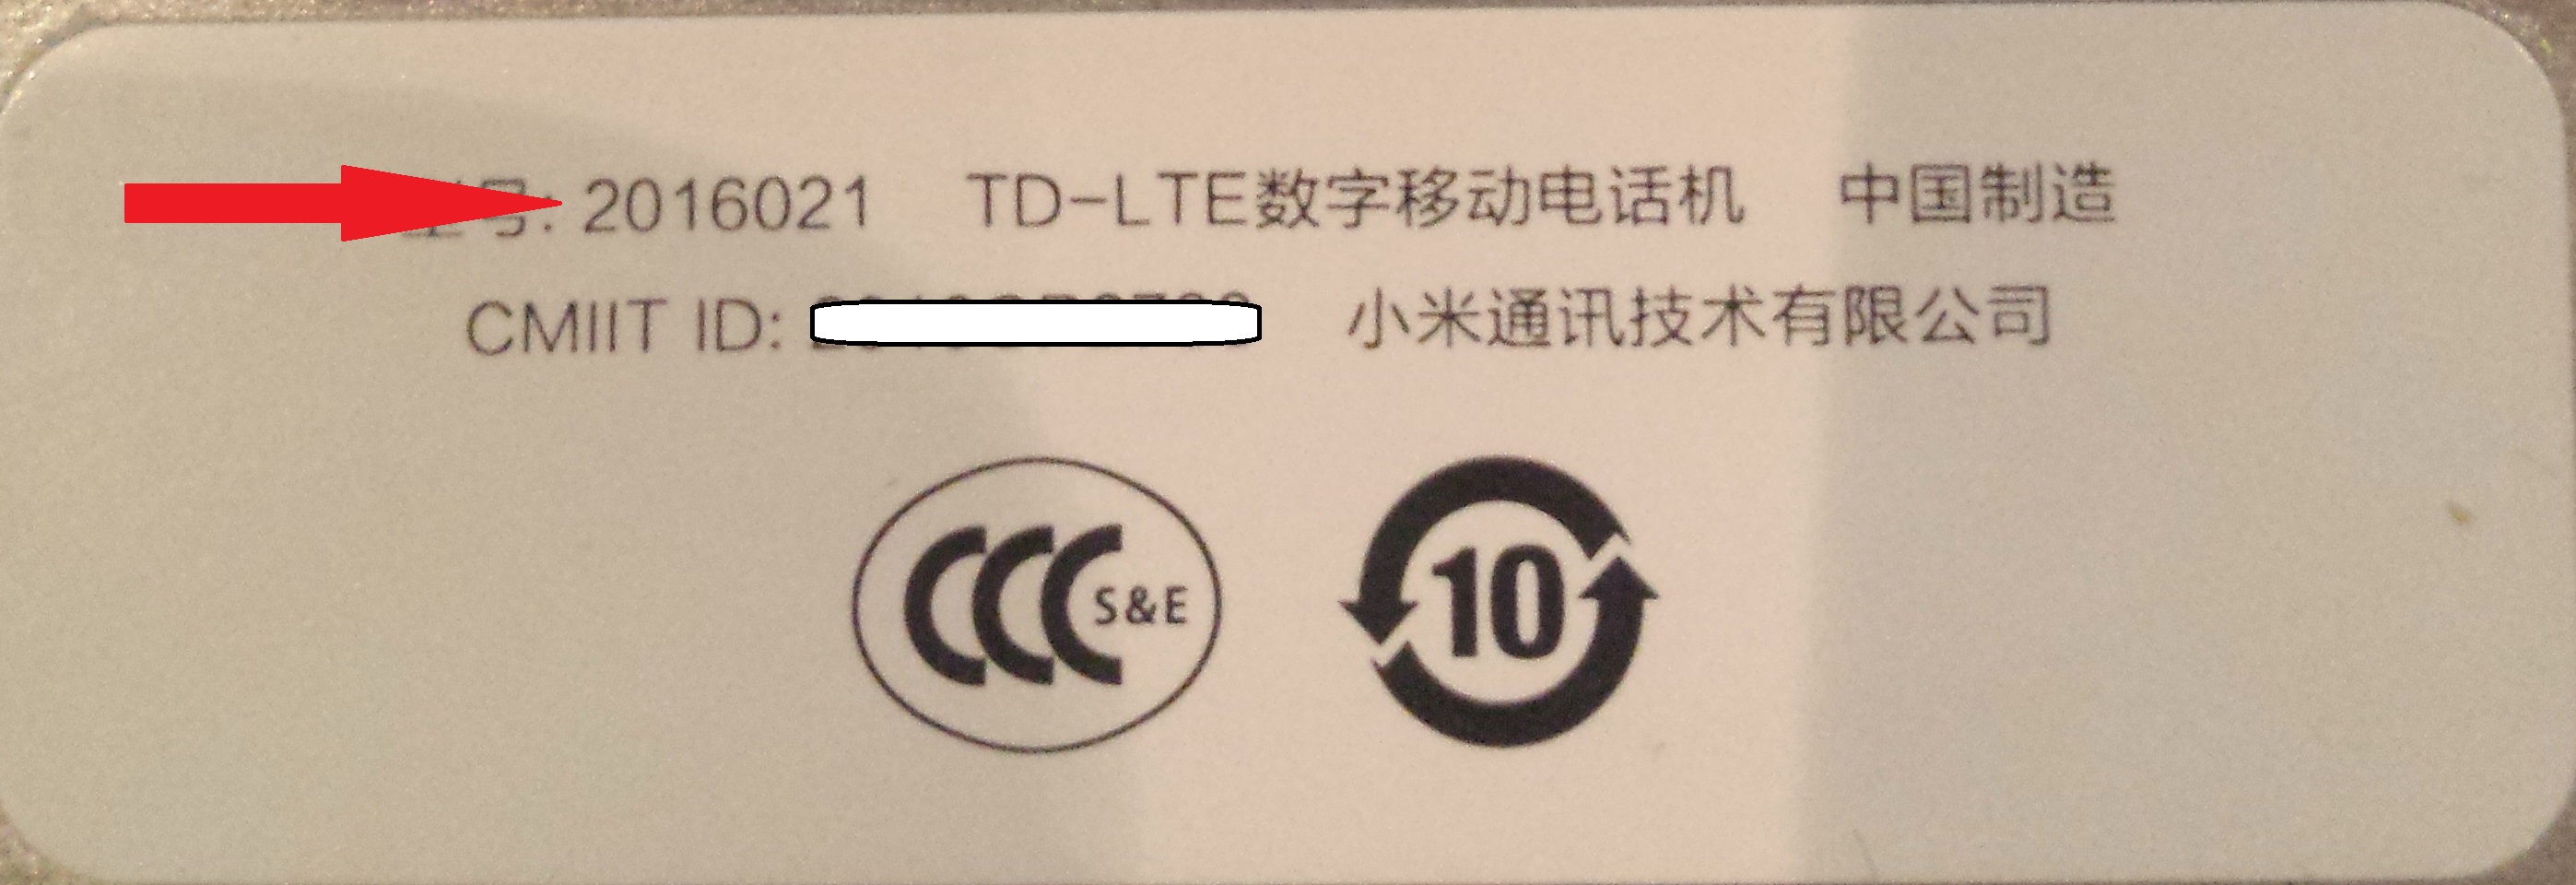 号: 2016021 TD-LTE数字移动电话机 中国制造
CMIIT ID: 小米通讯技术有限公司
CCC S&E
10